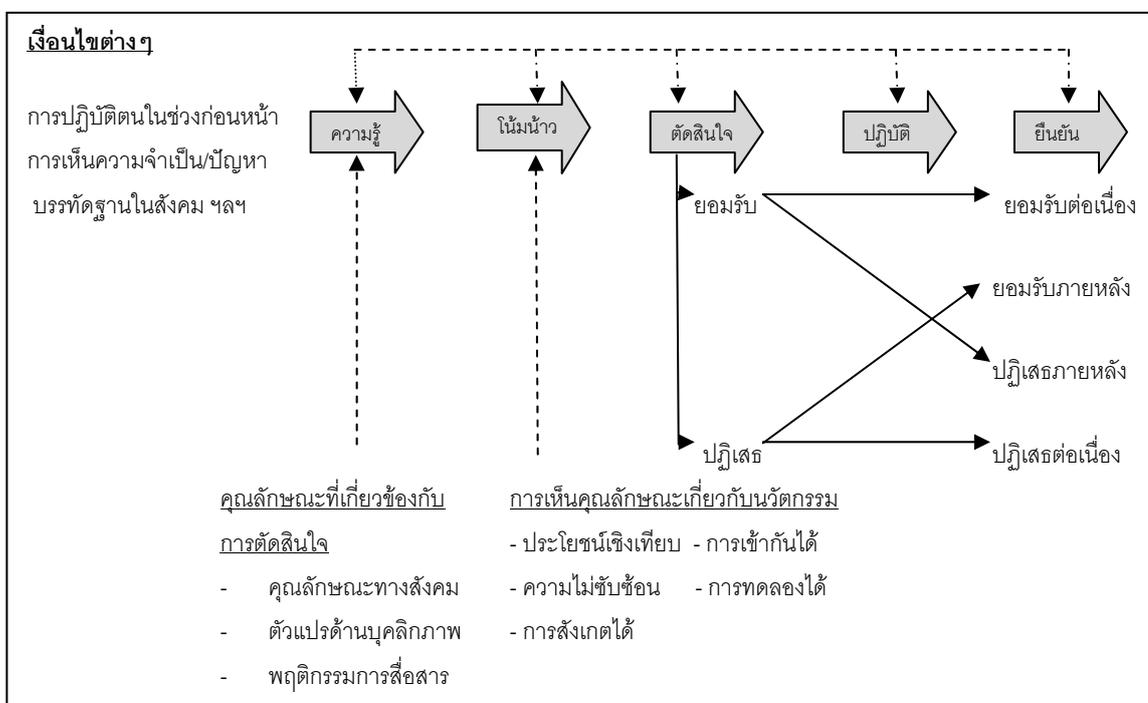 เงื่อนไขต่างๆ
การปฏิบัติตนในช่วงก่อนหน้า
การเห็นความจำเป็น/ปัญหา
บรรทัดฐานในสังคม ฯลฯ
ความรู้ โน้มน้าว ตัดสินใจ ปฏิบัติ ยืนยัน
ยอมรับ ยอมรับต่อเนื่อง
ยอมรับภายหลัง
ปฏิเสธภายหลัง
ปฏิเสธ ปฏิเสธต่อเนื่อง
คุณลักษณะที่เกี่ยวข้องกับ
การตัดสินใจ
- คุณลักษณะทางสังคม
- ตัวแปรด้านบุคลิกภาพ
- พฤติกรรมการสื่อสาร
การเห็นคุณลักษณะเกี่ยวกับนวัตกรรม
- ประโยชน์เชิงเทียบ - การเข้ากันได้
- ความไม่ซับซ้อน - การทดลองได้
- การสังเกตได้